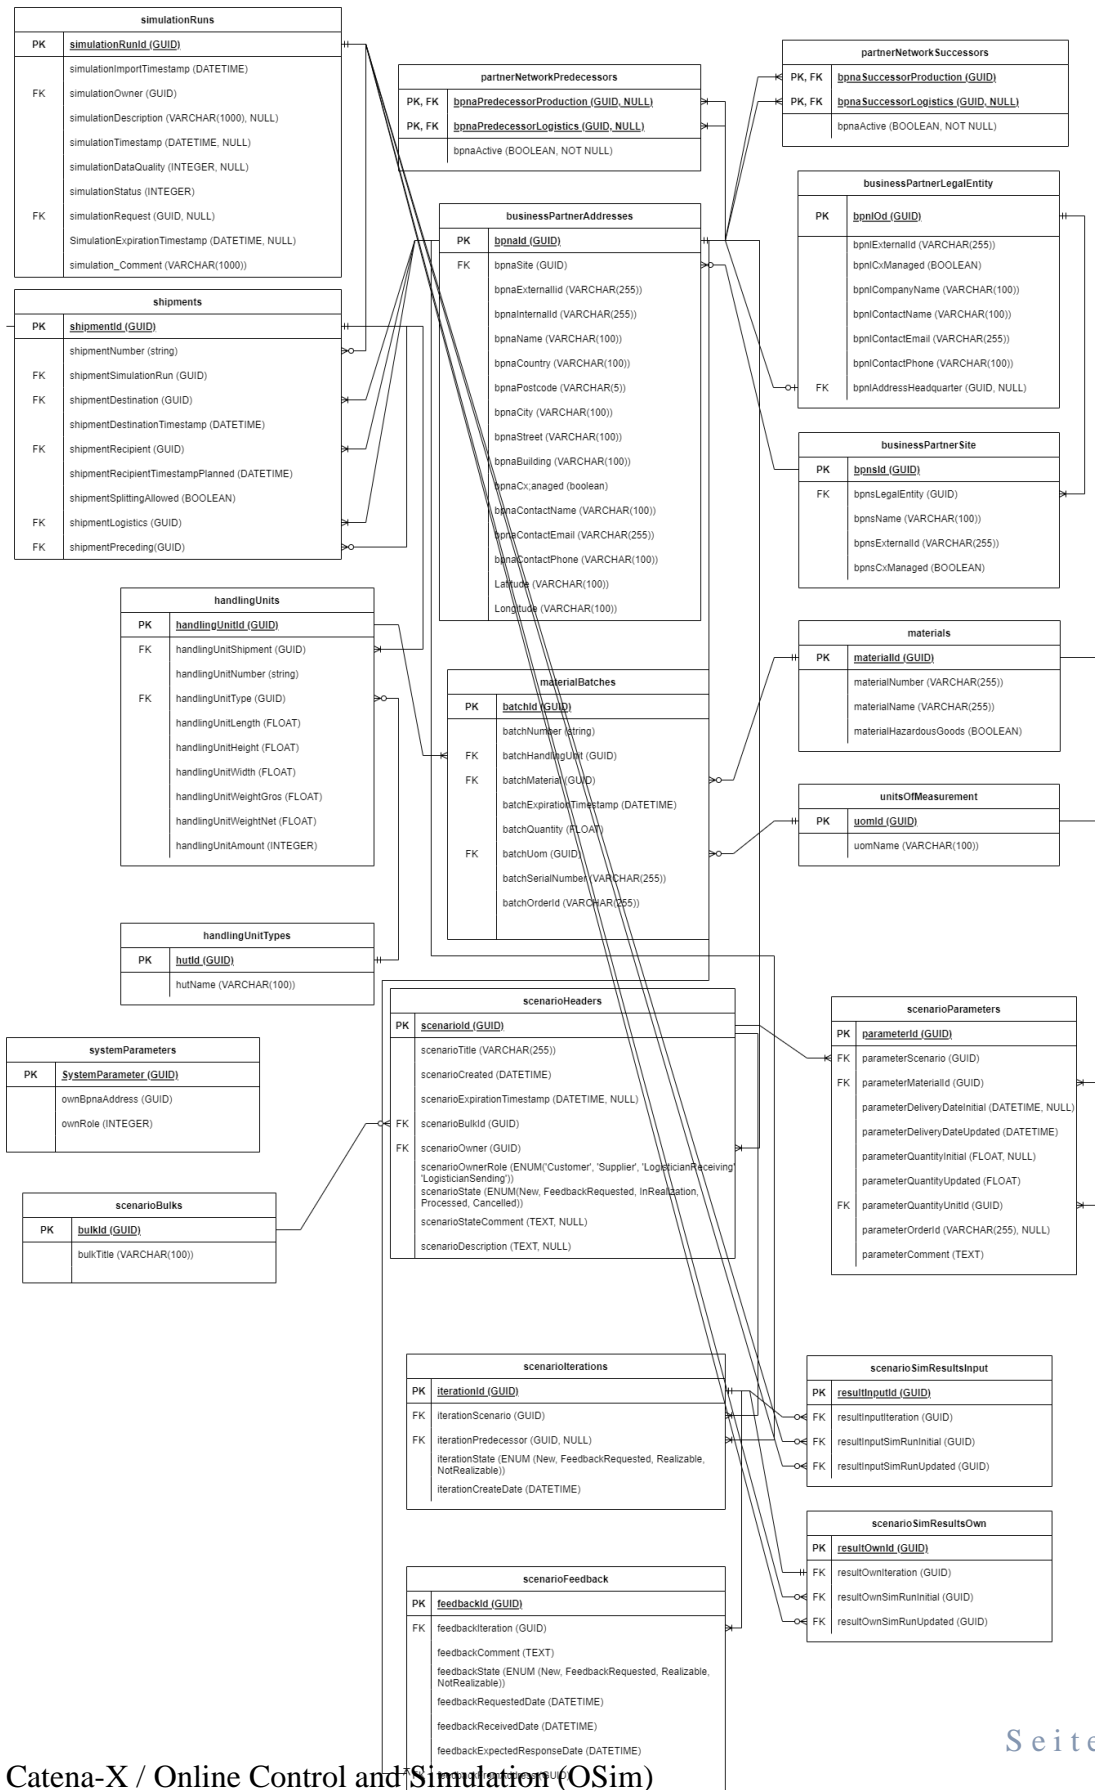 simulationRuns
PK simulationRunId (GUID)
simulationImportTimestamp (DATETIME)
FK simulationOwner (GUID)
simulationDescription (VARCHAR(1000), NULL)
simulationTimestamp (DATETIME, NULL)
simulationDataQuality (INTEGER, NULL)
simulationStatus (INTEGER)
FK simulationRequest (GUID, NULL)
SimulationExpirationTimestamp (DATETIME, NULL)
simulation_Comment (VARCHAR(1000))
partnerNetworkPredecessors
PK, FK bpnaPredecessorProduction (GUID, NULL)
PK, FK bpnaPredecessorLogistics (GUID, NULL)
bpnaActive (BOOLEAN, NOT NULL)
partnerNetworkSuccessors
PK, FK bpnaSuccessorProduction (GUID)
PK, FK bpnaSuccessorLogistics (GUID, NULL)
bpnaActive (BOOLEAN, NOT NULL)
shipments
PK shipmentId (GUID)
shipmentNumber (string)
FK shipmentSimulationRun (GUID)
FK shipmentDestination (GUID)
shipmentDestinationTimestamp (DATETIME)
FK shipmentRecipient (GUID)
shipmentRecipientTimestampPlanned (DATETIME)
shipmentSplittingAllowed (BOOLEAN)
FK shipmentLogistics (GUID)
FK shipmentPreceding(GUID)
businessPartnerAddresses
PK bpnaId (GUID)
FK bpnaSite (GUID)
bpnaExternalIid (VARCHAR(255)
bpnaInternalId (VARCHAR(255)
bpnaName (VARCHAR(100))
bpnaCountry (VARCHAR(100))
bpnaPostcode (VARCHAR(5))
bpnaCity (VARCHAR(100))
bpnaStreet (VARCHAR(100))
bpnaBuilding (VARCHAR(100))
bpnaCx;anaged (boolean)
bpnaContactName (VARCHAR(100))
bpnaContactEmail (VARCHAR(255))
bpnaContactPhone (VARCHAR(100))
Latitude (VARCHAR(100))
Longitude (VARCHAR(100))
businessPartnerLegalEntity
PK bpnlOd (GUID)
bpnlExternalId (VARCHAR(255))
bpnlCxManaged (BOOLEAN)
bpnlCompanyName (VARCHAR(100))
bpnlContactName (VARCHAR(100))
bpnlContactEmail (VARCHAR(255))
bpnlContactPhone (VARCHAR(100))
FK bpnlAddressHeadquarter (GUID, NULL)
businessPartnerSite
PK bpnsId (GUID)
FK bpnsLegalEntity (GUID)
bpnsName (VARCHAR(100))
bpnsExternalId (VARCHAR(255))
bpnsCxManaged (BOOLEAN)
handlingUnits
PK handlingUnitId (GUID)
FK handlingUnitShipment (GUID)
handlingUnitNumber (string)
FK handlingUnitType (GUID)
handlingUnitLength (FLOAT)
handlingUnitHeight (FLOAT)
handlingUnitWidth (FLOAT)
handlingUnitWeightGros (FLOAT)
handlingUnitWeightNet (FLOAT)
handlingUnitAmount (INTEGER)
materialBatches
PK batchId (GUID)
batchNumber (string)
FK batchHandlingUnit (GUID)
FK batchMaterial (GUID)
batchExpirationTimestamp (DATETIME)
batchQuantity (FLOAT)
FK batchUom (GUID)
batchSerialNumber (VARCHAR(255))
batchOrderId (VARCHAR(255))
materials
PK materialId (GUID)
materialNumber (VARCHAR(255))
materialName (VARCHAR(255))
materialHazardousGoods (BOOLEAN)
unitsOfMeasurement
PK uomId (GUID)
uomName (VARCHAR(100))
handlingUnitTypes
PK hutId (GUID)
hutName (VARCHAR(100))
systemParameters
PK SystemParameter (GUID)
ownBpnaAddress (GUID)
ownRole (INTEGER)
scenarioHeaders
PK scenarioId (GUID)
scenarioTitle (VARCHAR(255))
scenarioCreated (DATETIME)
scenarioExpirationTimestamp (DATETIME, NULL)
FK scenarioBulkId (GUID)
FK scenarioOwner (GUID)
scenarioOwnerRole (ENUM('Customer', 'Supplier', 'LogisticianReceiving'
'LogisticianSending'))
scenarioState (ENUM(New, FeedbackRequested, InRealization,
Processed, Cancelled))
scenarioStateComment (TEXT, NULL)
scenarioDescription (TEXT, NULL)
scenarioParameters
PK parameterId (GUID)
FK parameterScenario (GUID)
FK parameterMaterialId (GUID)
parameterDeliveryDateInitial (DATETIME, NULL)
parameterDeliveryDateUpdated (DATETIME)
parameterQuantityInitial (FLOAT, NULL)
parameterQuantityUpdated (FLOAT)
FK parameterQuantityUnitId (GUID)
parameterOrderId (VARCHAR(255), NULL)
parameterComment (TEXT)
scenarioBulks
PK bulkId (GUID)
bulkTitle (VARCHAR(100))
scenarioIterations
PK iterationId (GUID)
FK iterationScenario (GUID)
FK iterationPredecessor (GUID, NULL)
iterationState (ENUM (New, FeedbackRequested, Realizable,
NotRealizable))
iterationCreateDate (DATETIME)
scenarioSimResultsInput
PK resultInputId (GUID)
FK resultInputIteration (GUID)
FK resultInputSimRunInitial (GUID)
FK resultInputSimRunUpdated (GUID)
scenarioSimResultsOwn
PK resultOwnId (GUID)
FK resultOwnIteration (GUID)
FK resultOwnSimRunInitial (GUID)
FK resultOwnSimRunUpdated (GUID)
scenarioFeedback
PK feedbackId (GUID)
FK feedbackIteration (GUID)
feedbackComment (TEXT)
feedbackState (ENUM (New, FeedbackRequested, Realizable,
NotRealizable))
feedbackRequestedDate (DATETIME)
feedbackReceivedDate (DATETIME)
feedbackExpectedResponseDate (DATETIME)
Seite
Catena-X / Online Control and Simulation (OSim)